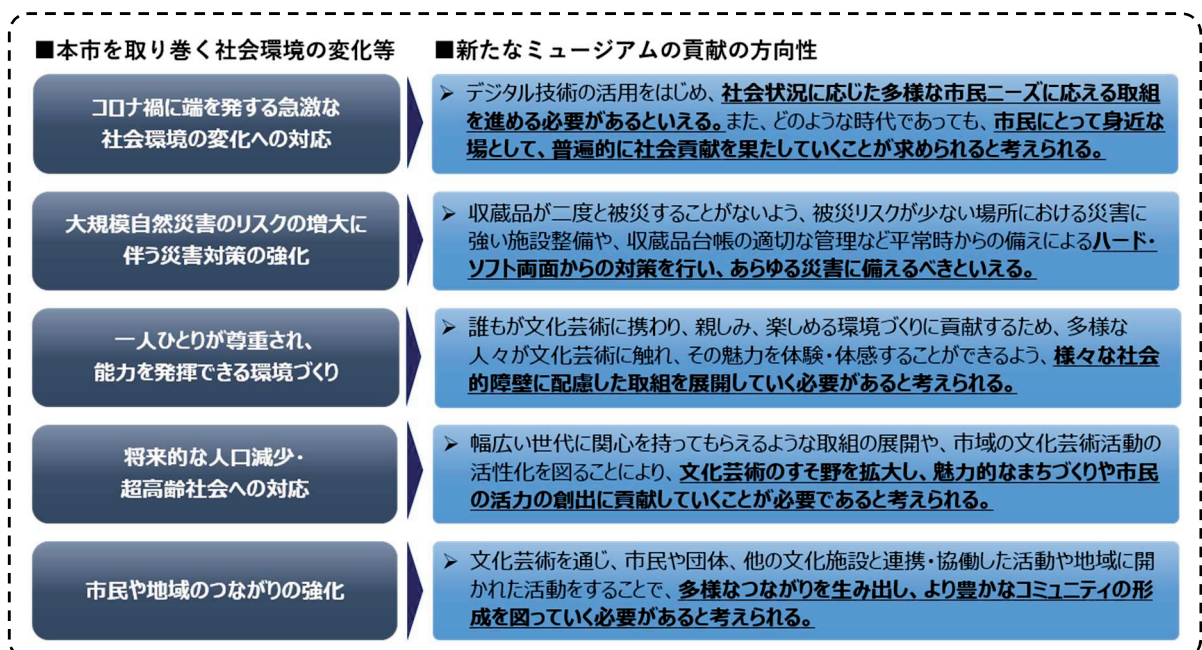 ■本市を取り巻く社会環境の変化等
■新たなミュージアムの貢献の方向性
コロナ禍に端を発する急激な
社会環境の変化への対応
➢ デジタル技術の活用をはじめ、社会状況に応じた多様な市民ニーズに応える取組
を進める必要があるといえる。また、どのような時代であっても、市民にとって身近な
場として、普遍的に社会貢献を果たしていくことが求められると考えられる。
大規模自然災害のリスクの増大に
伴う災害対策の強化
➢ 収蔵品が二度と被災することがないよう、被災リスクが少ない場所における災害に
強い施設整備や、収蔵品台帳の適切な管理など平常時からの備えによるハード・
ソフト両面からの対策を行い、あらゆる災害に備えるべきといえる。
一人ひとりが尊重され、
能力を発揮できる環境づくり
➢ 誰もが文化芸術に携わり、親しみ、楽しめる環境づくりに貢献するため、多様な
人々が文化芸術に触れ、その魅力を体験・体感することができるよう、様々な社会
的障壁に配慮した取組を展開していく必要があると考えられる。
将来的な人口減少・
超高齢社会への対応
➢ 幅広い世代に関心を持ってもらえるような取組の展開や、市域の文化芸術活動の
活性化を図ることにより、文化芸術のすそ野を拡大し、魅力的なまちづくりや市民
の活力の創出に貢献していくことが必要であると考えられる。
市民や地域のつながりの強化
➢ 文化芸術を通じ、市民や団体、他の文化施設と連携・協働した活動や地域に開
かれた活動をすることで、多様なつながりを生み出し、より豊かなコミュニティの形
成を図っていく必要があると考えられる。